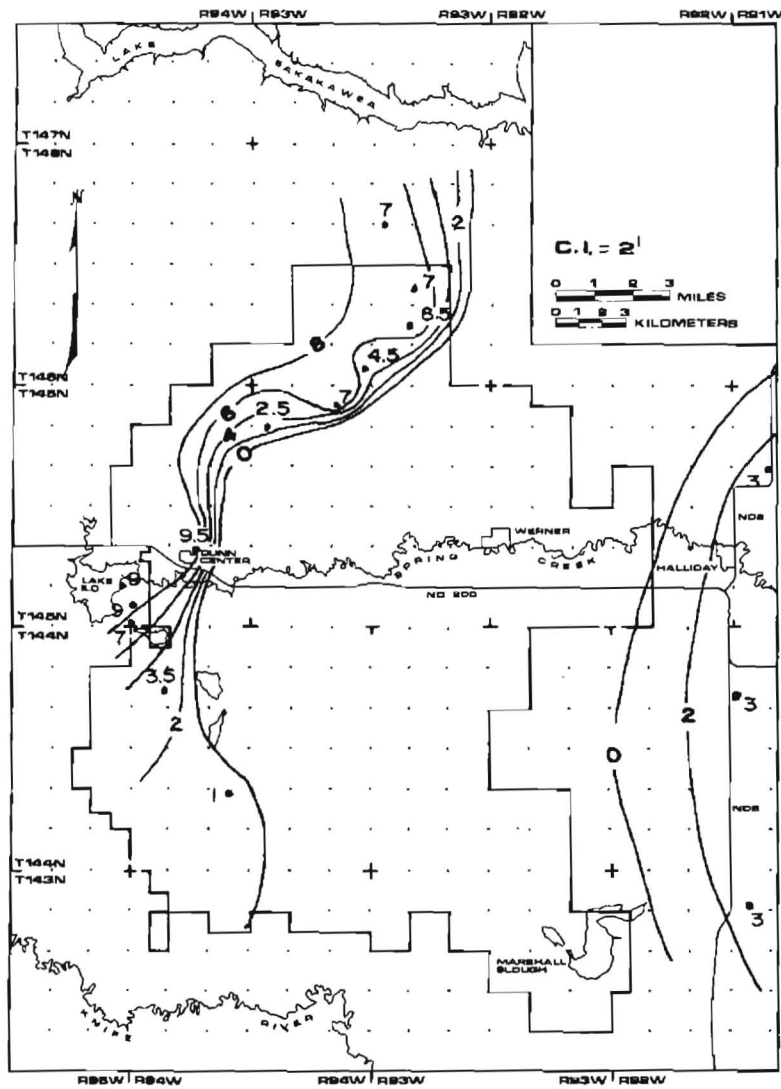 R94W R93W
R93W R92W
R92W R91W
LAKE SAKAKAWEA
T147N
T146N
N
7
2
C.I. = 2'
0 1 2 3
MILES
0 1 2 3
KILOMETERS
7
8.5
8
4.5
T146N
T145N
7
6
2.5
4
0
3
ND8
9.5
DUNN CENTER
WERNER
SPRING CREEK
HALLIDAY
LAKE ILO
9
9
ND 200
7
T145N
T144N
3.5
2
3
2
0
1
ND8
T144N
T143N
3
MARSHALL SLOUGH
KNIFE RIVER
R95W R94W
R94W R93W
R93W R92W